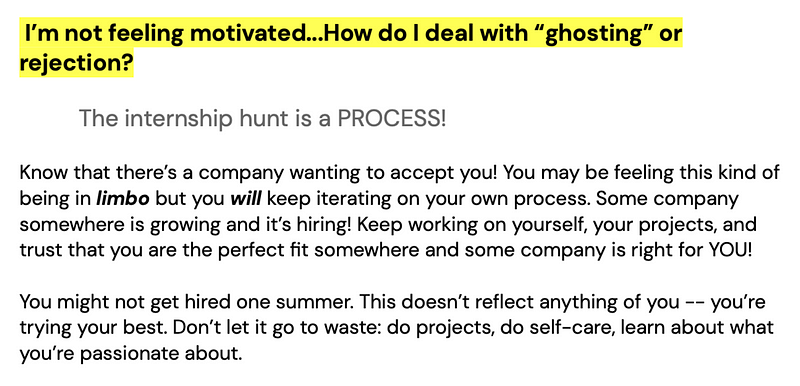 I'm not feeling motivated...How do I deal with “ghosting” or
rejection?
The internship hunt is a PROCESS!
Know that there's a company wanting to accept you! You may be feeling this kind of
being in limbo but you will keep iterating on your own process. Some company
somewhere is growing and it's hiring! Keep working on yourself, your projects, and
trust that you are the perfect fit somewhere and some company is right for YOU!
You might not get hired one summer. This doesn't reflect anything of you -- you're
trying your best. Don't let it go to waste: do projects, do self-care, learn about what
you're passionate about.